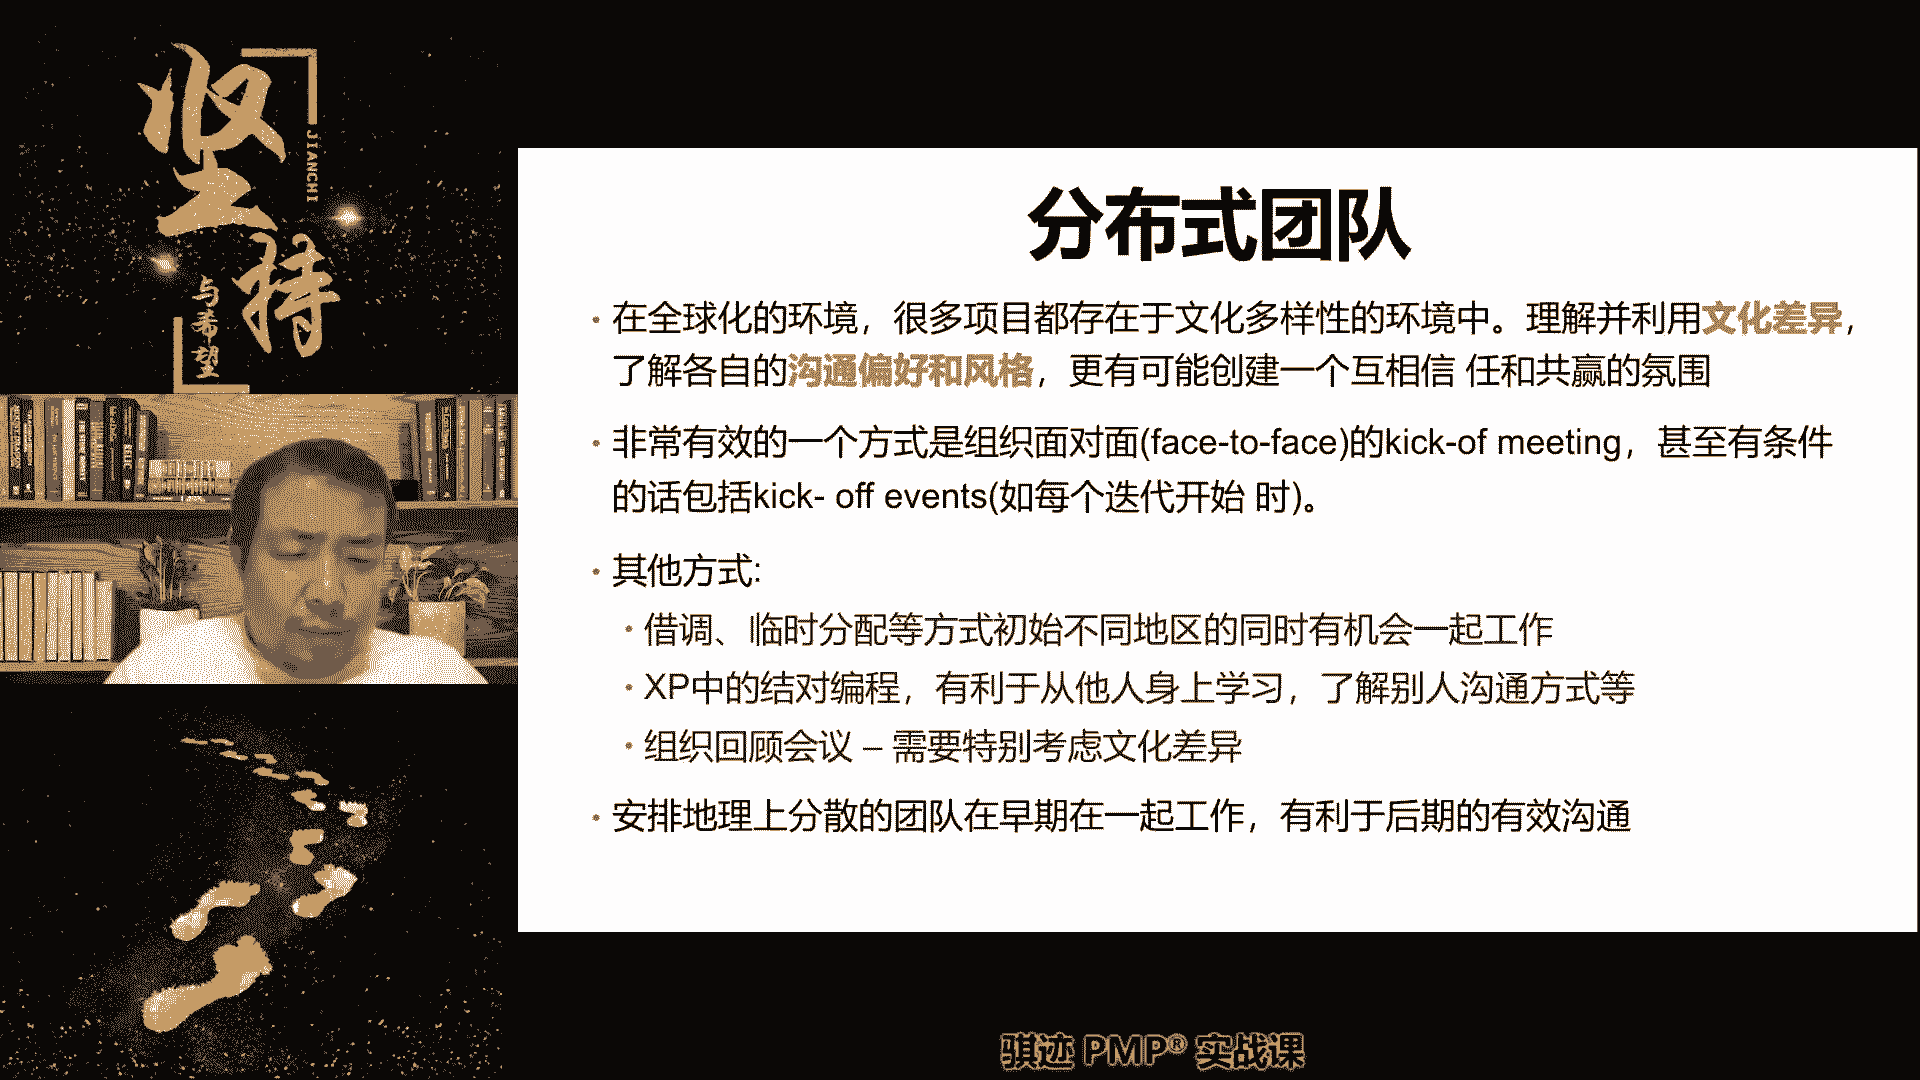 坚持
JIANCHI
与希望
分布式团队
在全球化的环境，很多项目都存在于文化多样性的环境中。理解并利用文化差异，
了解各自的沟通偏好和风格，更有可能创建一个互相信 任和共赢的氛围
非常有效的一个方式是组织面对面(face-to-face)的kick-of meeting，甚至有条件
的话包括kick- off events(如每个迭代开始 时)。
其他方式:
借调、临时分配等方式初始不同地区的同时有机会一起工作
XP中的结对编程，有利于从他人身上学习，了解别人沟通方式等
组织回顾会议 – 需要特别考虑文化差异
安排地理上分散的团队在早期在一起工作，有利于后期的有效沟通
骐迹 PMP® 实战课